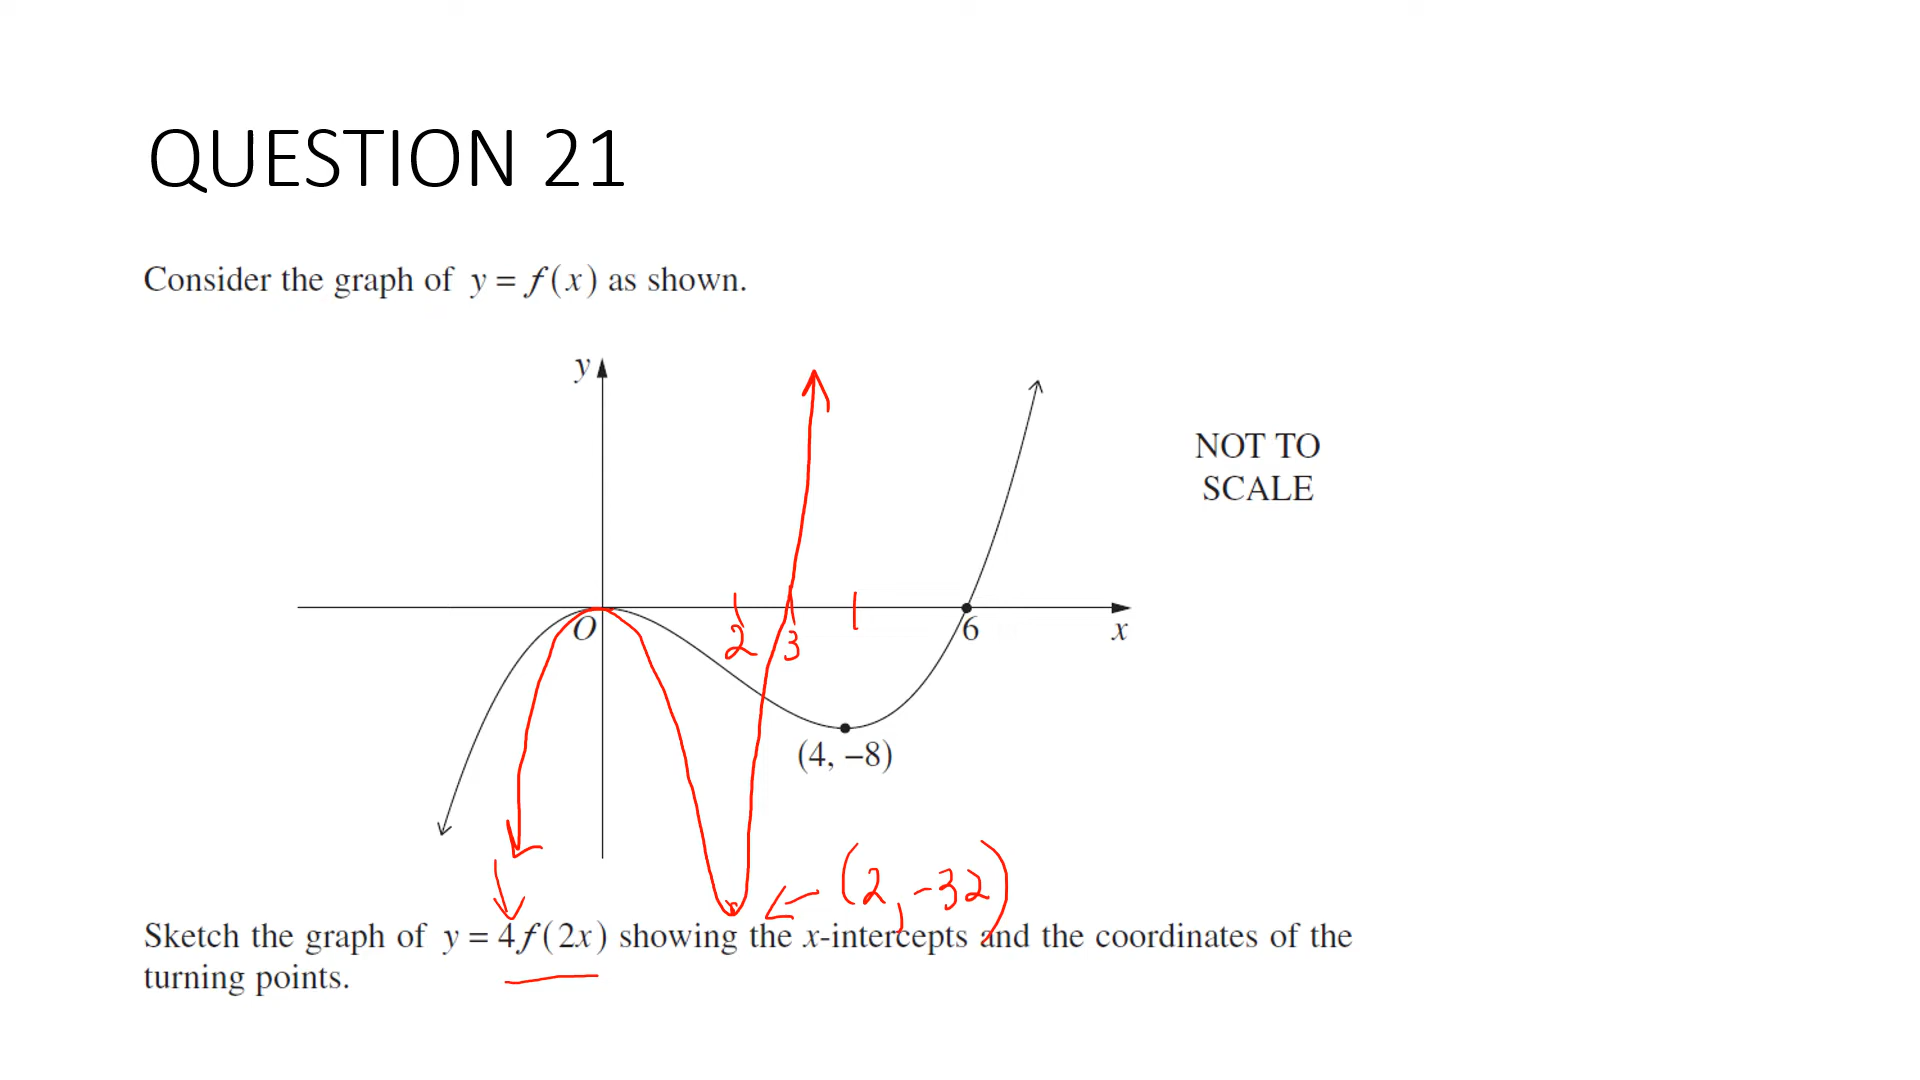 QUESTION 21
Consider the graph of y = f(x) as shown.
y
NOT TO
SCALE
O
2
3
6
x
(4, −8)
(2, -32)
Sketch the graph of y = 4f(2x) showing the x-intercepts and the coordinates of the
turning points.